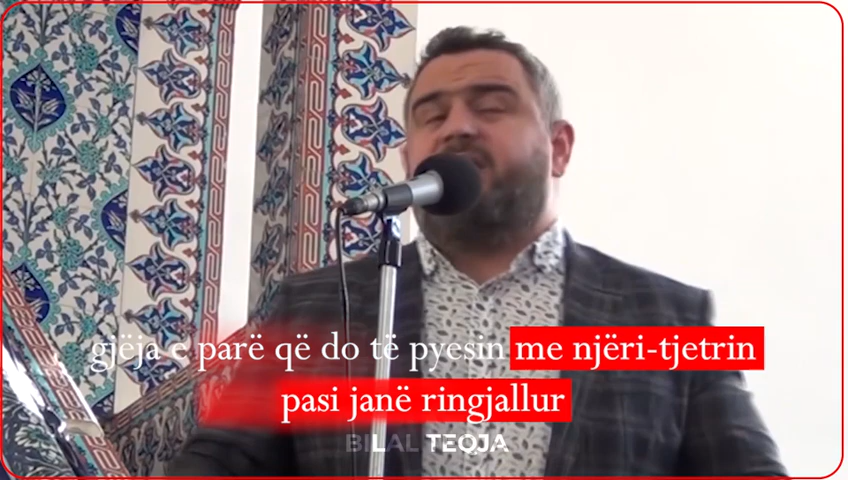 gjëja e parë që do të pyesin me njëri-tjetrin
pasi janë ringjallur
BILAL TEQJA